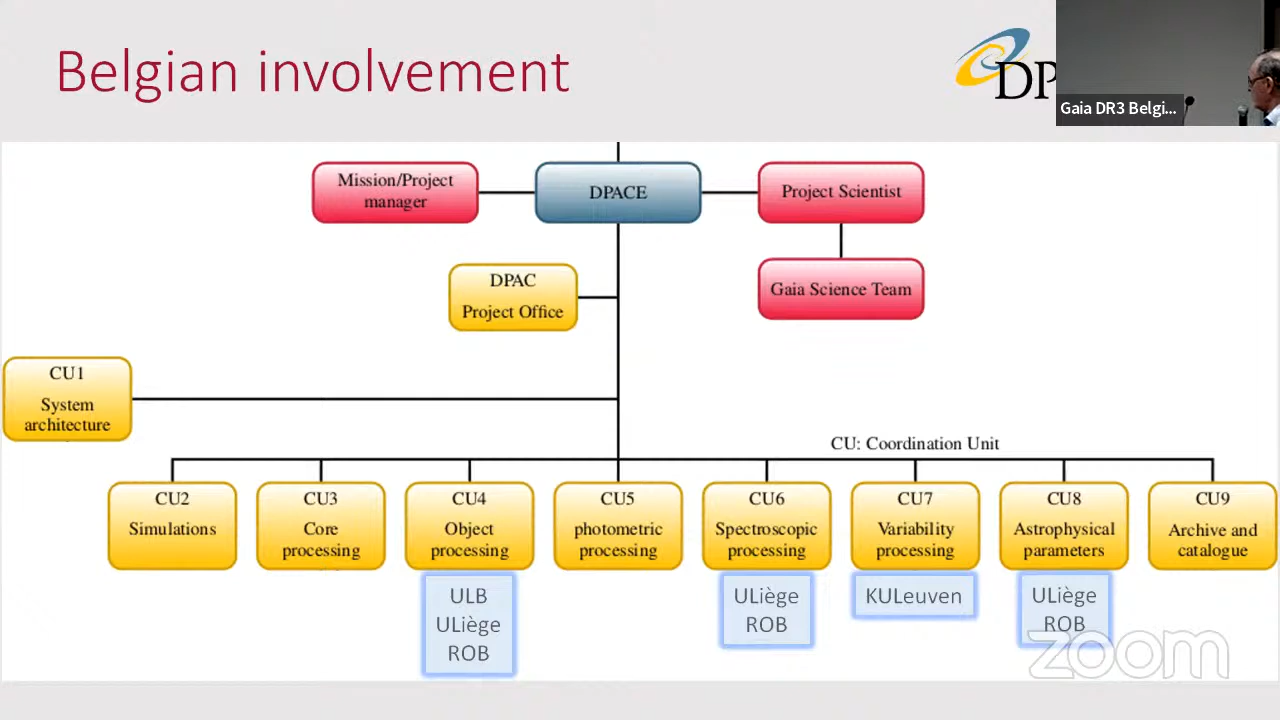 Belgian involvement
DP
Gaia DR3 Belgi...
Mission/Project
manager
DPACE
Project Scientist
DPAC
Project Office
Gaia Science Team
CU1
System
architecture
CU: Coordination Unit
CU2
Simulations
CU3
Core
processing
CU4
Object
processing
CU5
photometric
processing
CU6
Spectroscopic
processing
CU7
Variability
processing
CU8
Astrophysical
parameters
CU9
Archive and
catalogue
ULB
ULiège
ROB
ULiège
ROB
KULeuven
ULiège
ROB
zoom